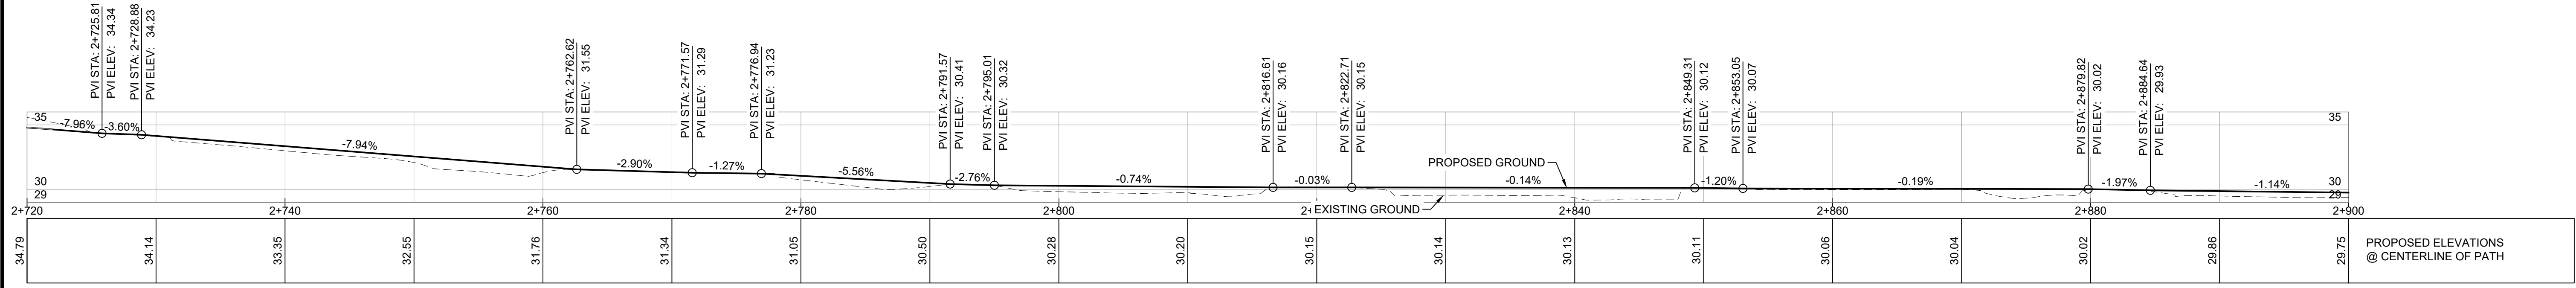 PVI STA: 2+725.81
PVI ELEV: 34.34
PVI STA: 2+728.88
PVI ELEV: 34.23
PVI STA: 2+762.62
PVI ELEV: 31.55
PVI STA: 2+771.57
PVI ELEV: 31.29
PVI STA: 2+776.94
PVI ELEV: 31.23
PVI STA: 2+791.57
PVI ELEV: 30.41
PVI STA: 2+795.01
PVI ELEV: 30.32
PVI STA: 2+816.61
PVI ELEV: 30.16
PVI STA: 2+822.71
PVI ELEV: 30.15
PVI STA: 2+849.31
PVI ELEV: 30.12
PVI STA: 2+853.05
PVI ELEV: 30.07
PVI STA: 2+879.82
PVI ELEV: 30.02
PVI STA: 2+884.64
PVI ELEV: 29.93
35 35
-7.96% -3.60% -7.94% -2.90% -1.27% -5.56% -2.76% -0.74% -0.03% -0.14% -1.20% -0.19% -1.97% -1.14%
PROPOSED GROUND
30 30
29 29
EXISTING GROUND
2+720 2+740 2+760 2+780 2+800 2+840 2+860 2+880 2+900
34.79 34.14 33.35 32.55 31.76 31.34 31.05 30.50 30.28 30.20 30.15 30.14 30.13 30.11 30.06 30.04 30.02 29.86 29.75
PROPOSED ELEVATIONS
@ CENTERLINE OF PATH